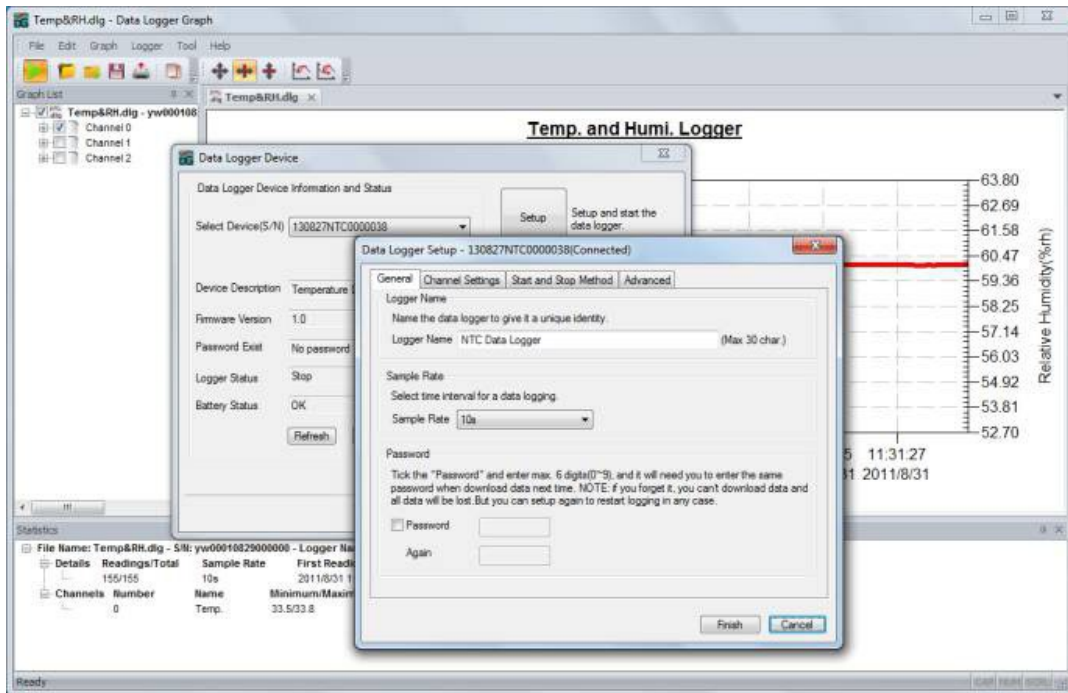 Temp&RH.dlg - Data Logger Graph
File Edit Graph Logger Tool Help
Graph List
Temp&RH.dlg
Temp&RH.dlg - yw000108
Channel 0
Channel 1
Channel 2
Temp. and Humi. Logger
63.80
62.69
61.58
60.47
59.36
58.25
57.14
56.03
54.92
53.81
52.70
Relative Humidity(%rh)
11:31:27
2011/8/31
Data Logger Device
Data Logger Device Information and Status
Select Device(S/N) 130827NTC0000038
Setup
Setup and start the
data logger.
Device Description Temperature
Firmware Version 1.0
Password Exist No password
Logger Status Stop
Battery Status OK
Refresh
Data Logger Setup - 130827NTC0000038(Connected)
General Channel Settings Start and Stop Method Advanced
Logger Name
Name the data logger to give it a unique identity.
Logger Name NTC Data Logger (Max 30 char.)
Sample Rate
Select time interval for a data logging.
Sample Rate 10s
Password
Tick the "Password" and enter max. 6 digits(0~9), and it will need you to enter the same
password when download data next time. NOTE: if you forget it, you can't download data and
all data will be lost.But you can setup again to restart logging in any case.
Password
Again
Finish Cancel
Statistics
File Name: Temp&RH.dlg - S/N: yw00010829000000 - Logger Na
Details Readings/Total Sample Rate First Readi
155/155 10s 2011/8/31 1
Channels Number Name Minimum/Maxim
0 Temp. 33.5/33.8
Ready
CAP NUM SCRL